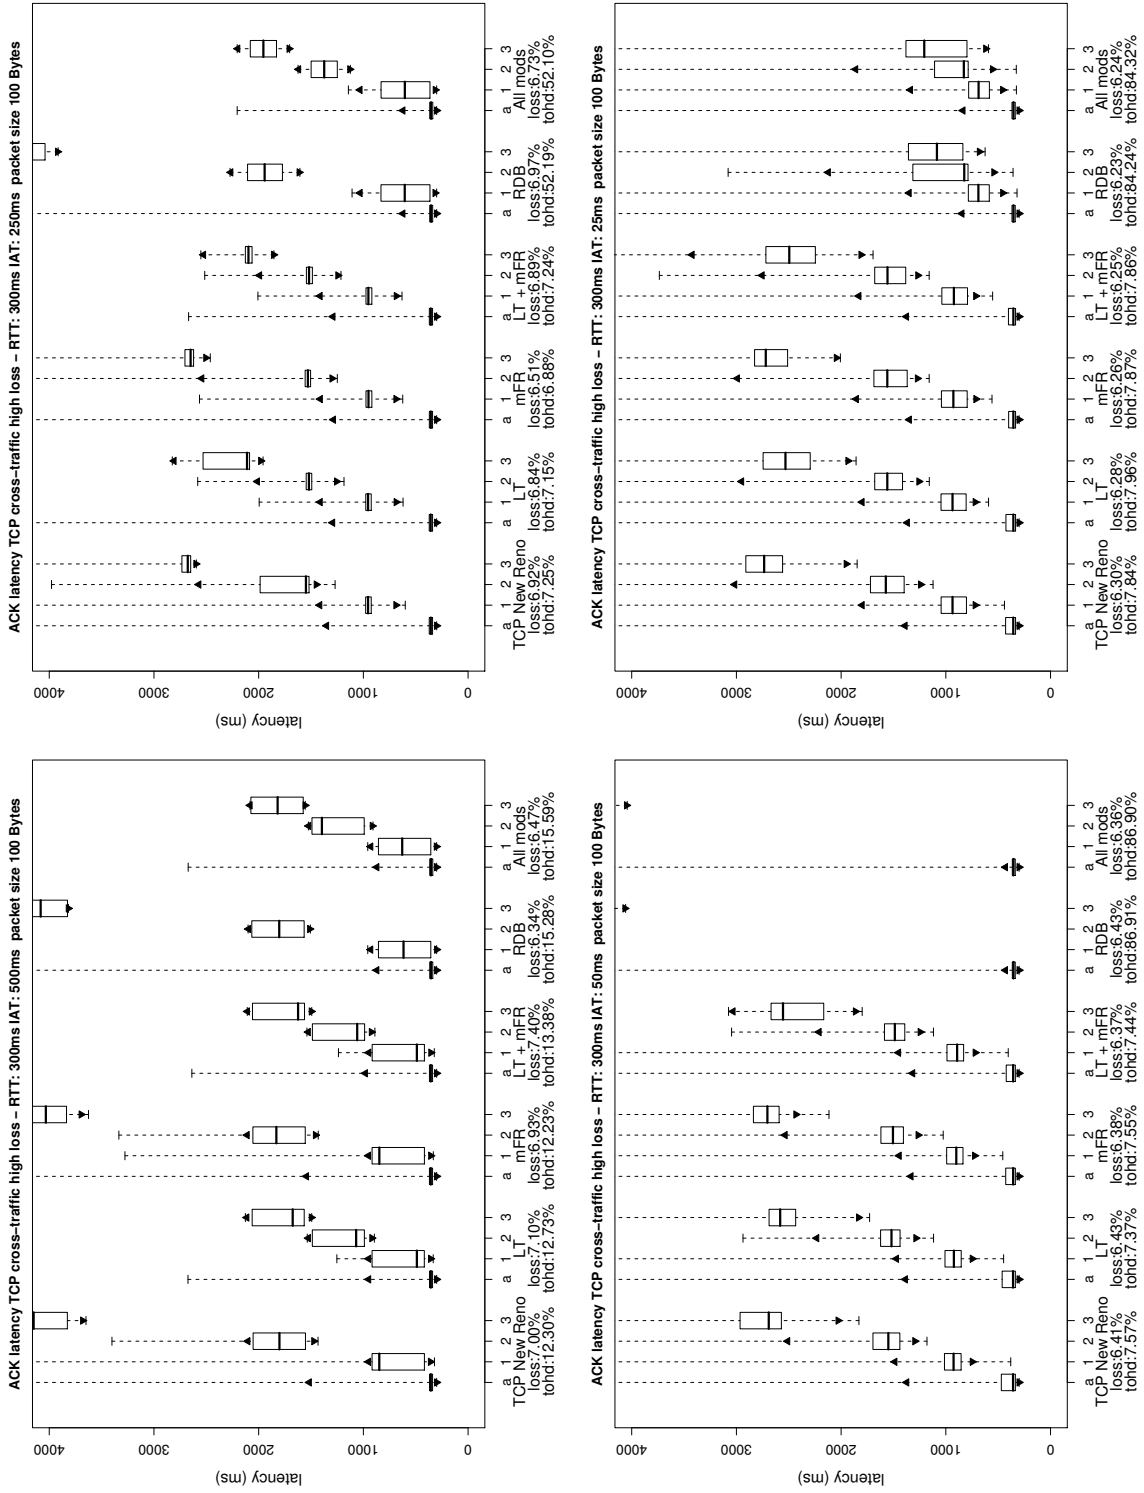 ACK latency TCP cross−traffic high loss − RTT: 300ms IAT: 500ms packet size 100 Bytes
latency (ms)
4000
3000
2000
1000
0
a 1 2 3 a 1 2 3 a 1 2 3 a 1 2 3 a 1 2 3 a 1 2 3
TCP New Reno LT mFR LT + mFR RDB All mods
loss:7.00% loss:7.10% loss:6.93% loss:7.40% loss:6.34% loss:6.47%
tohd:12.30% tohd:12.73% tohd:12.23% tohd:13.38% tohd:15.28% tohd:15.59%
ACK latency TCP cross−traffic high loss − RTT: 300ms IAT: 250ms packet size 100 Bytes
latency (ms)
4000
3000
2000
1000
0
a 1 2 3 a 1 2 3 a 1 2 3 a 1 2 3 a 1 2 3 a 1 2 3
TCP New Reno LT mFR LT + mFR RDB All mods
loss:6.92% loss:6.84% loss:6.51% loss:6.89% loss:6.97% loss:6.73%
tohd:7.25% tohd:7.15% tohd:6.88% tohd:7.24% tohd:52.19% tohd:52.10%
ACK latency TCP cross−traffic high loss − RTT: 300ms IAT: 50ms packet size 100 Bytes
latency (ms)
4000
3000
2000
1000
0
a 1 2 3 a 1 2 3 a 1 2 3 a 1 2 3 a 1 2 3 a 1 2 3
TCP New Reno LT mFR LT + mFR RDB All mods
loss:6.41% loss:6.43% loss:6.38% loss:6.37% loss:6.43% loss:6.36%
tohd:7.57% tohd:7.37% tohd:7.55% tohd:7.44% tohd:86.91% tohd:86.90%
ACK latency TCP cross−traffic high loss − RTT: 300ms IAT: 25ms packet size 100 Bytes
latency (ms)
4000
3000
2000
1000
0
a 1 2 3 a 1 2 3 a 1 2 3 a 1 2 3 a 1 2 3 a 1 2 3
TCP New Reno LT mFR LT + mFR RDB All mods
loss:6.30% loss:6.28% loss:6.26% loss:6.25% loss:6.23% loss:6.24%
tohd:7.84% tohd:7.96% tohd:7.87% tohd:7.86% tohd:84.24% tohd:84.32%